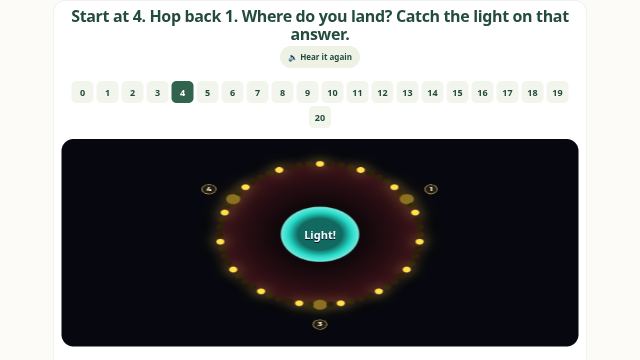 Start at 4. Hop back 1. Where do you land? Catch the light on that
answer.
Hear it again
0 1 2 3 4 5 6 7 8 9 10 11 12 13 14 15 16 17 18 19
20
4 1
Light!
3